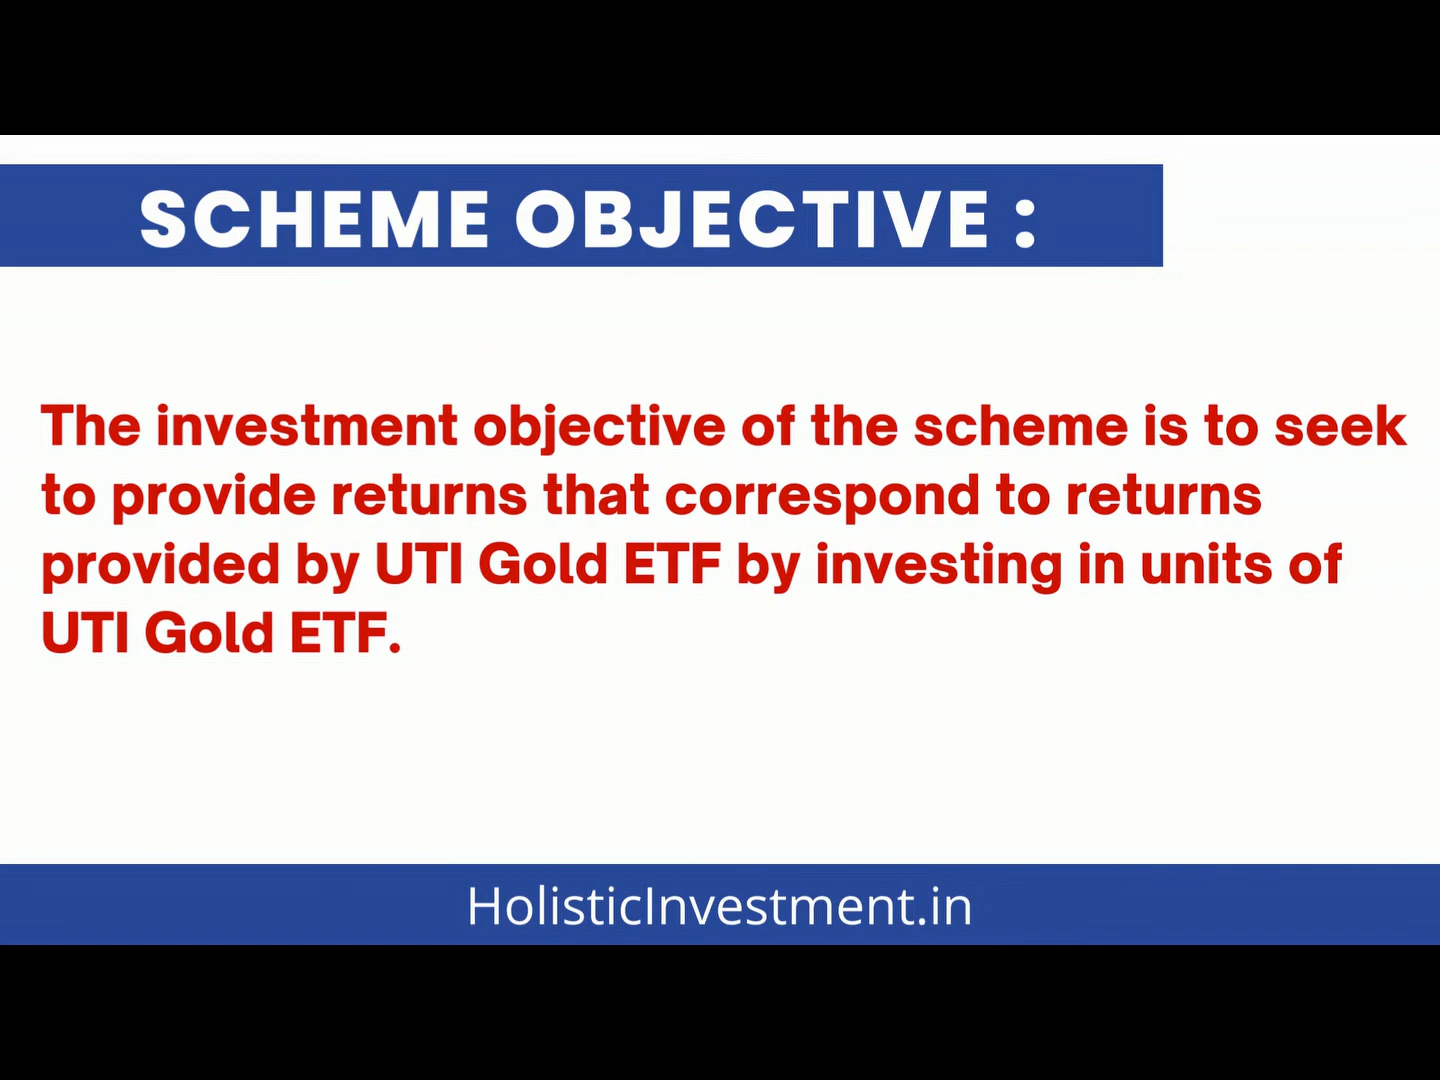 SCHEME OBJECTIVE :
The investment objective of the scheme is to seek
to provide returns that correspond to returns
provided by UTI Gold ETF by investing in units of
UTI Gold ETF.
HolisticInvestment.in